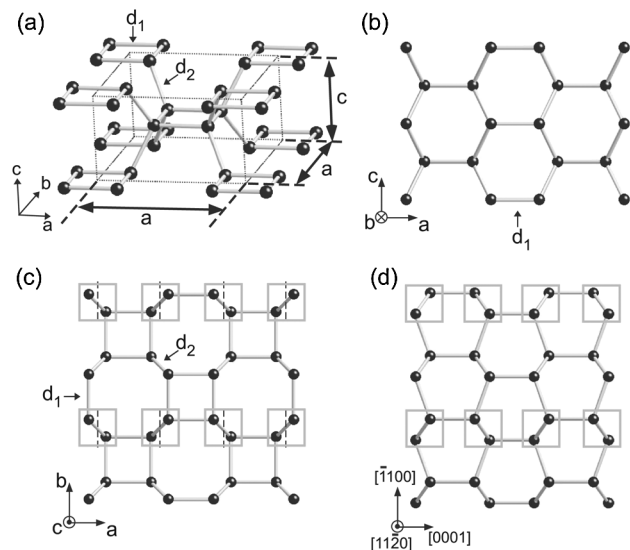 (a)
d₁
d₂
c
a
a
c
b
a
(b)
c
b
a
d₁
(c)
d₂
d₁
b
c
a
(d)
[1̄100]
[112̄0]
[0001]